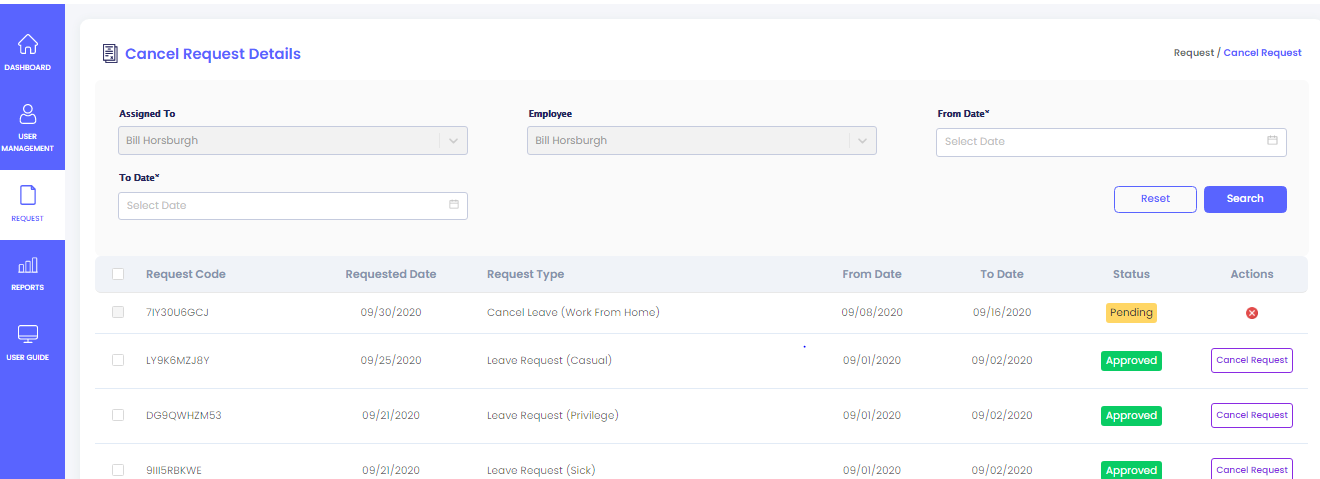 DASHBOARD
USER
MANAGEMENT
REQUEST
REPORTS
USER GUIDE
Cancel Request Details
Request / Cancel Request
Assigned To
Bill Horsburgh
Employee
Bill Horsburgh
From Date*
Select Date
To Date*
Select Date
Reset
Search
Request Code Requested Date Request Type From Date To Date Status Actions
7IY30U6GCJ 09/30/2020 Cancel Leave (Work From Home) 09/08/2020 09/16/2020 Pending
LY9K6MZJ8Y 09/25/2020 Leave Request (Casual) 09/01/2020 09/02/2020 Approved Cancel Request
DG9QWHZM53 09/21/2020 Leave Request (Privilege) 09/01/2020 09/02/2020 Approved Cancel Request
9III5RBKWE 09/21/2020 Leave Request (Sick) 09/01/2020 09/02/2020 Approved Cancel Request